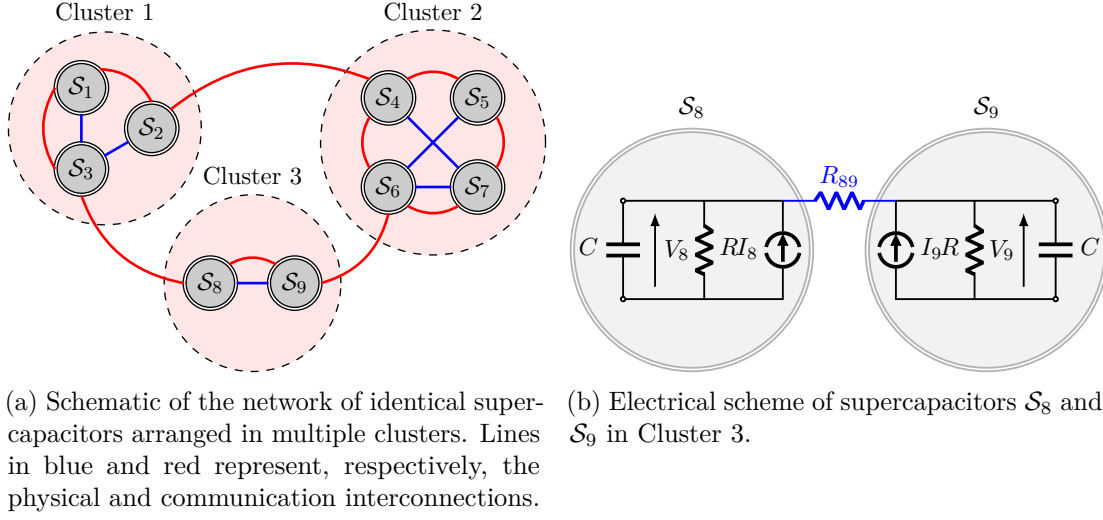 Cluster 1
Cluster 2
S1
S2
S3
S4
S5
S6
S7
Cluster 3
S8
S9
S8
S9
R89
C
V8
R
I8
I9
R
V9
C
(a) Schematic of the network of identical super-
capacitors arranged in multiple clusters. Lines
in blue and red represent, respectively, the
physical and communication interconnections.
(b) Electrical scheme of supercapacitors S8 and
S9 in Cluster 3.